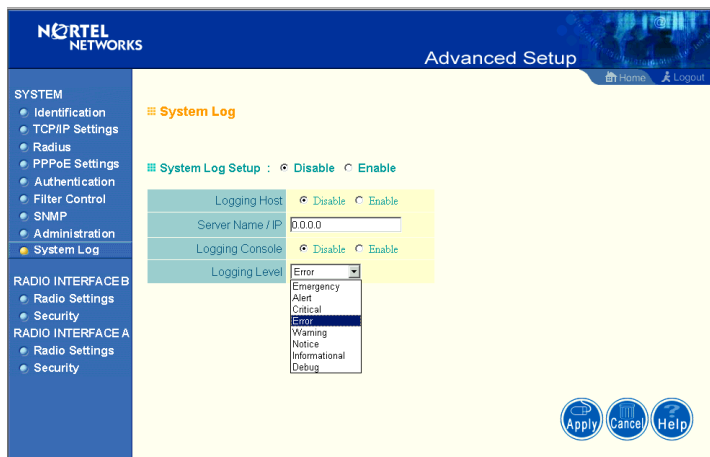 NORTEL
NETWORKS
Advanced Setup
Home Logout
SYSTEM
Identification
TCP/IP Settings
Radius
PPPoE Settings
Authentication
Filter Control
SNMP
Administration
System Log
RADIO INTERFACE B
Radio Settings
Security
RADIO INTERFACE A
Radio Settings
Security
System Log
System Log Setup : Disable Enable
Logging Host Disable Enable
Server Name / IP 0.0.0.0
Logging Console Disable Enable
Logging Level Error
Emergency
Alert
Critical
Error
Warning
Notice
Informational
Debug
Apply Cancel Help